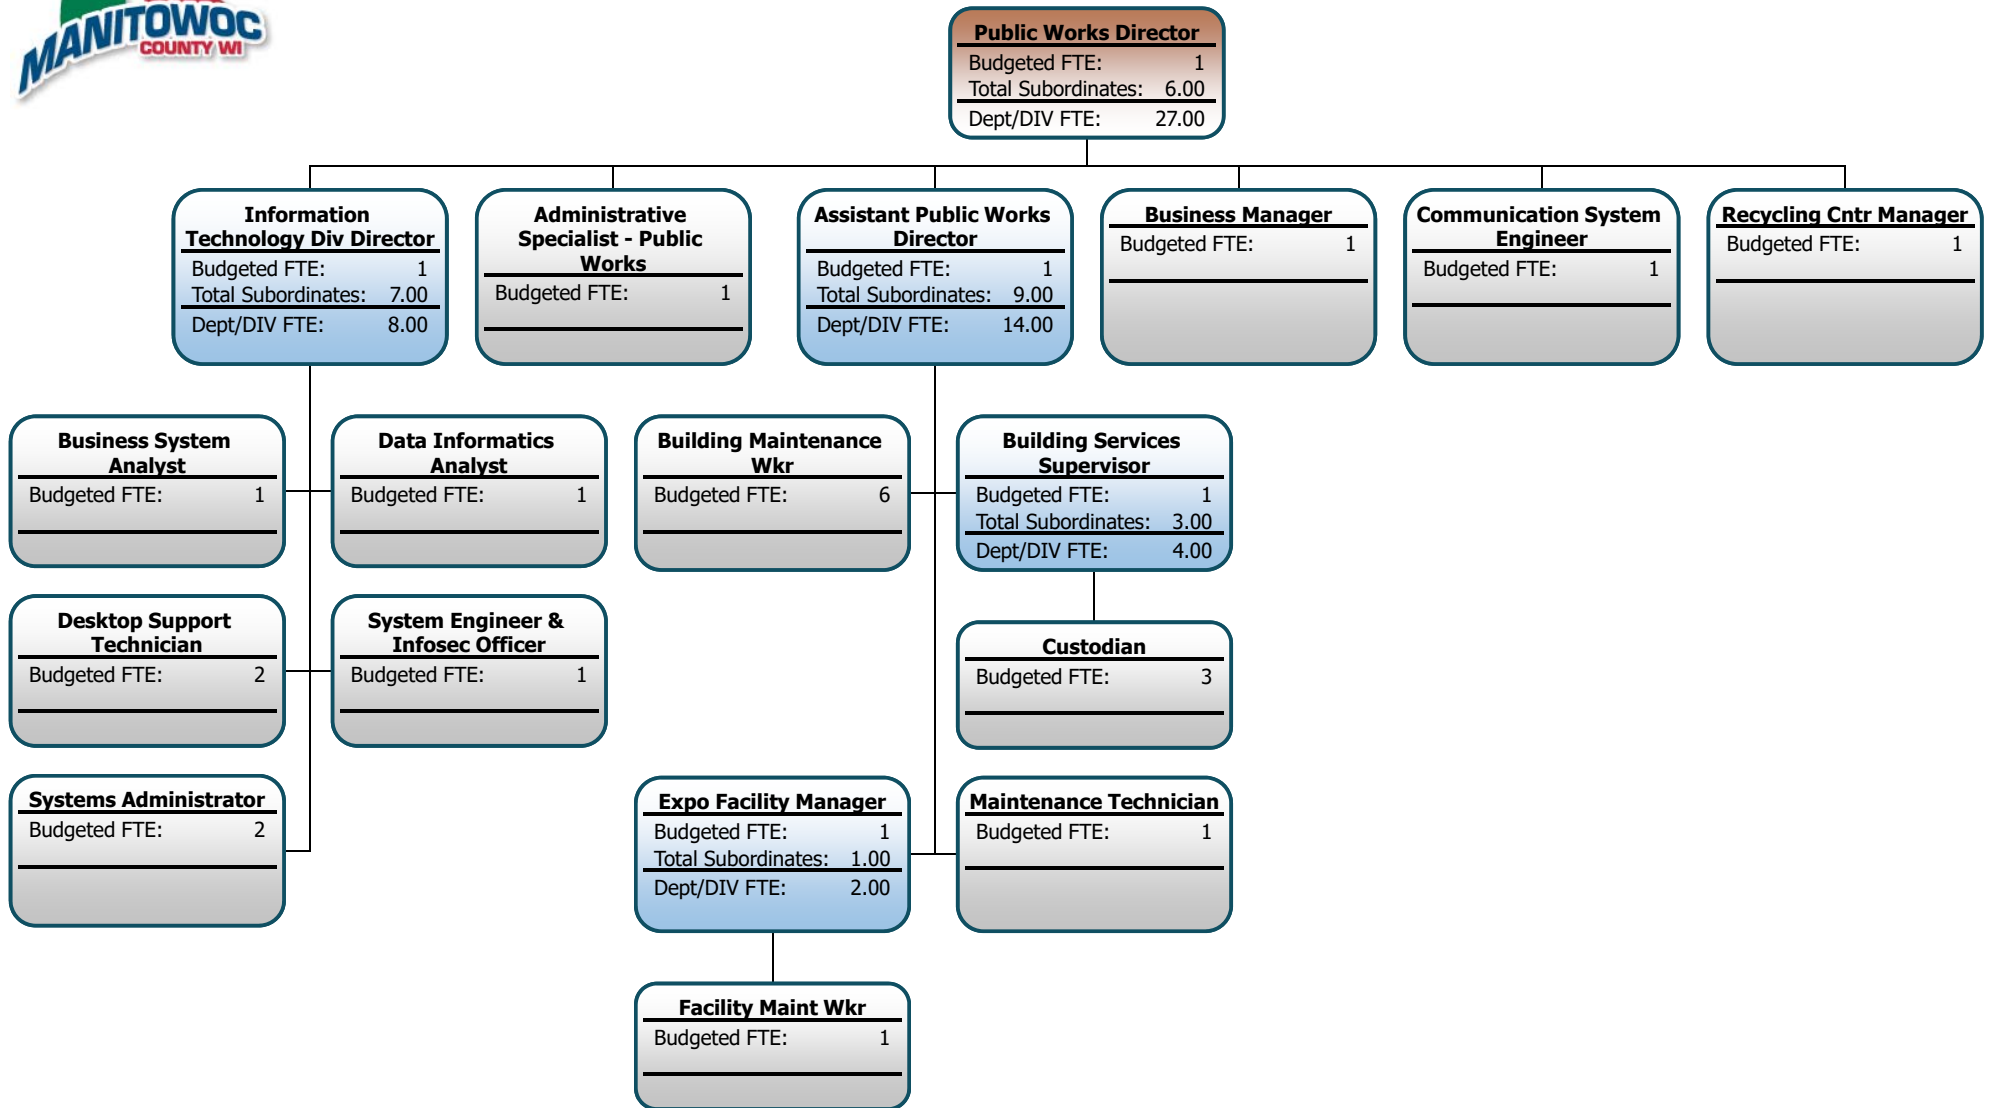 MANITOWOC
COUNTY WI
Public Works Director
Budgeted FTE: 1
Total Subordinates: 6.00
Dept/DIV FTE: 27.00
Information
Technology Div Director
Budgeted FTE: 1
Total Subordinates: 7.00
Dept/DIV FTE: 8.00
Administrative
Specialist - Public
Works
Budgeted FTE: 1
Assistant Public Works
Director
Budgeted FTE: 1
Total Subordinates: 9.00
Dept/DIV FTE: 14.00
Business Manager
Budgeted FTE: 1
Communication System
Engineer
Budgeted FTE: 1
Recycling Cntr Manager
Budgeted FTE: 1
Business System
Analyst
Budgeted FTE: 1
Data Informatics
Analyst
Budgeted FTE: 1
Building Maintenance
Wkr
Budgeted FTE: 6
Building Services
Supervisor
Budgeted FTE: 1
Total Subordinates: 3.00
Dept/DIV FTE: 4.00
Desktop Support
Technician
Budgeted FTE: 2
System Engineer &
Infosec Officer
Budgeted FTE: 1
Custodian
Budgeted FTE: 3
Systems Administrator
Budgeted FTE: 2
Expo Facility Manager
Budgeted FTE: 1
Total Subordinates: 1.00
Dept/DIV FTE: 2.00
Maintenance Technician
Budgeted FTE: 1
Facility Maint Wkr
Budgeted FTE: 1